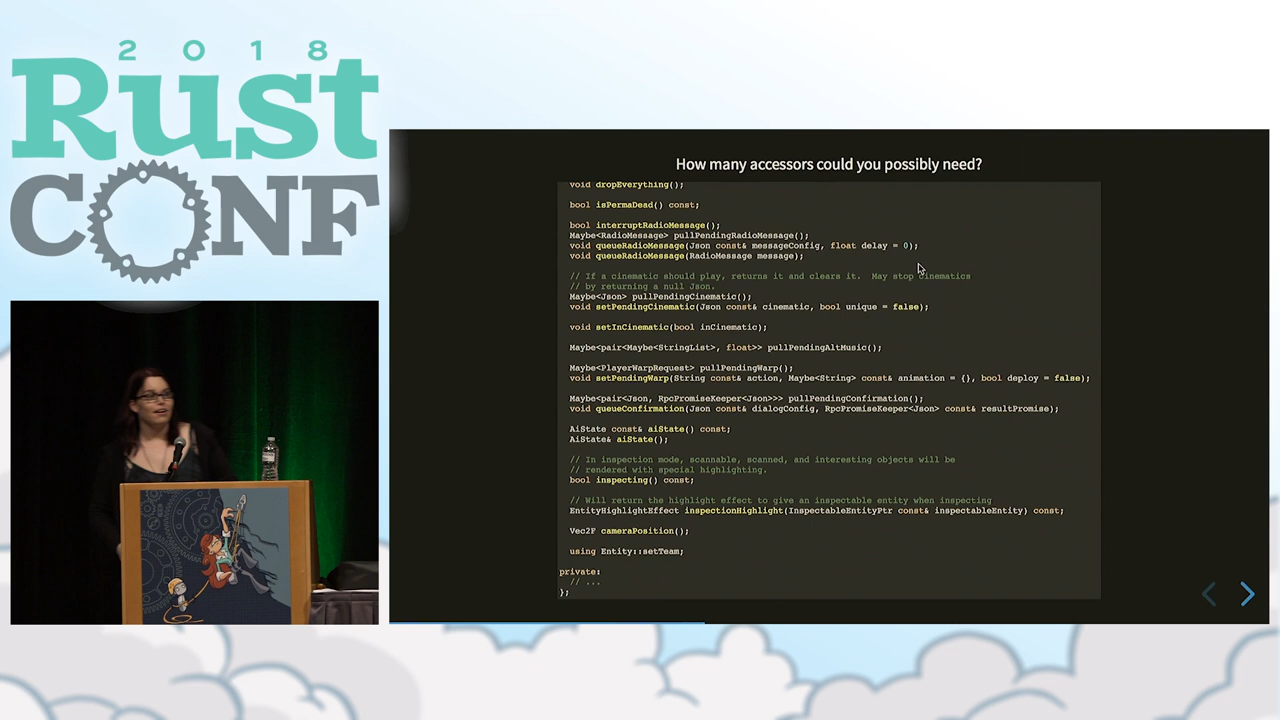 2018
Rust
CONF
How many accessors could you possibly need?
void dropEverything();
bool isPermaDead() const;
bool interruptRadioMessage();
Maybe<RadioMessage> pullPendingRadioMessage();
void queueRadioMessage(Json const& messageConfig, float delay = 0);
void queueRadioMessage(RadioMessage message);
// If a cinematic should play, returns it and clears it.  May stop cinematics
// by returning a null Json.
Maybe<Json> pullPendingCinematic();
void setPendingCinematic(Json const& cinematic, bool unique = false);
void setInCinematic(bool inCinematic);
Maybe<pair<Maybe<StringList>, float>> pullPendingAltMusic();
Maybe<PlayerWarpRequest> pullPendingWarp();
void setPendingWarp(String const& action, Maybe<String> const& animation = {}, bool deploy = false);
Maybe<pair<Json, RpcPromiseKeeper<Json>>> pullPendingConfirmation();
void queueConfirmation(Json const& dialogConfig, RpcPromiseKeeper<Json> const& resultPromise);
AiState const& aiState() const;
AiState& aiState();
// In inspection mode, scannable, scanned, and interesting objects will be
// rendered with special highlighting.
bool inspecting() const;
// Will return the highlight effect to give an inspectable entity when inspecting
EntityHighlightEffect inspectionHighlight(InspectableEntityPtr const& inspectableEntity) const;
Vec2F cameraPosition();
using Entity::setTeam;
private:
// ...
};